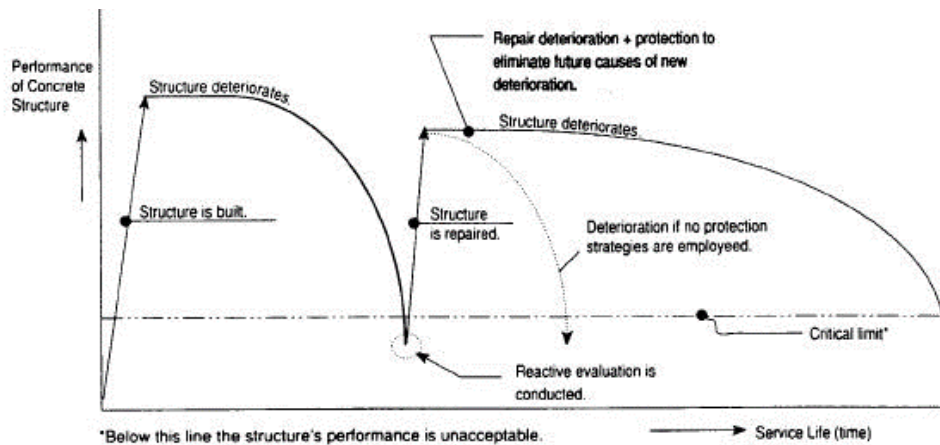 Repair deterioration + protection to
eliminate future causes of new
deterioration.
Performance
of Concrete
Structure
Structure deteriorates.
Structure deteriorates.
Structure is built.
Structure
is repaired.
Deterioration if no protection
strategies are employeed.
Critical limit*
Reactive evaluation is
conducted.
*Below this line the structure's performance is unacceptable.
Service Life (time)